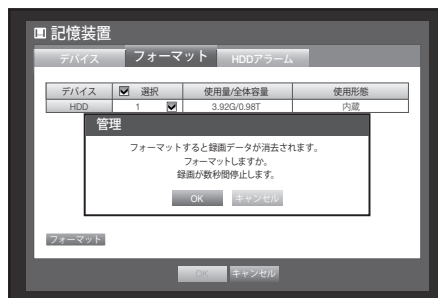 記憶装置
デバイス フォーマット HDDアラーム
デバイス 選択 使用量/全体容量 使用形態
HDD 1 3.92G/0.98T 内蔵
管理
フォーマットすると録画データが消去されます。
フォーマットしますか。
録画が数秒間停止します。
OK キャンセル
フォーマット
OK キャンセル